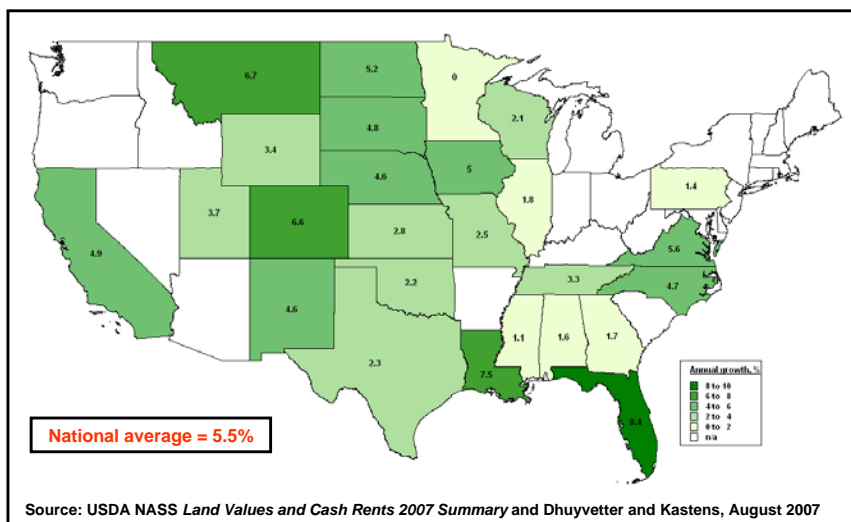 6.7
5.2
0
2.1
4.8
3.4
4.6
5
1.4
1.8
3.7
6.6
2.8
2.5
4.9
5.6
3.3
4.7
2.2
4.6
1.1
1.6
1.7
2.3
7.5
8.4
Annual growth, %
8 to 10
6 to 8
4 to 6
2 to 4
0 to 2
n/a
National average = 5.5%
Source: USDA NASS Land Values and Cash Rents 2007 Summary and Dhuyvetter and Kastens, August 2007